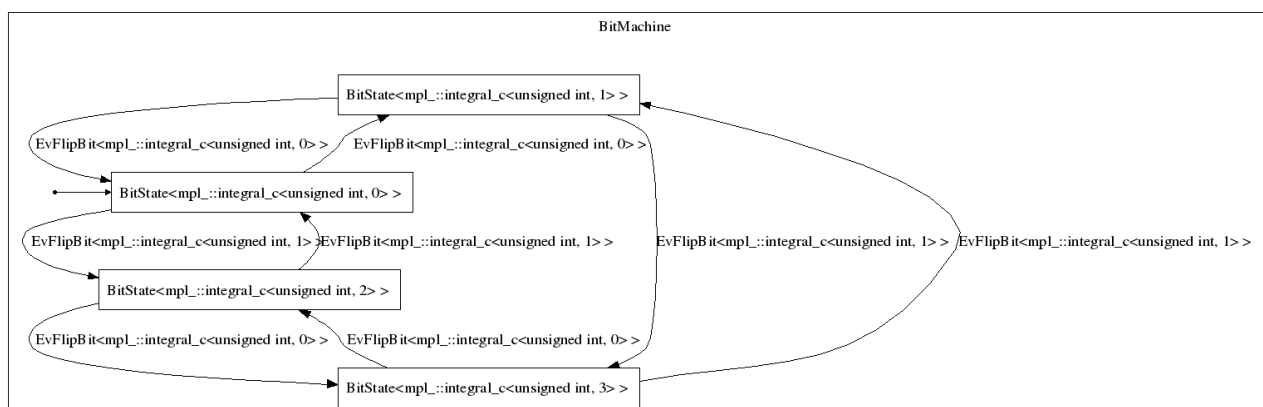 BitMachine
BitState<mpl_::integral_c<unsigned int, 1> >
EvFlipBit<mpl_::integral_c<unsigned int, 0> >
EvFlipBit<mpl_::integral_c<unsigned int, 0> >
BitState<mpl_::integral_c<unsigned int, 0> >
EvFlipBit<mpl_::integral_c<unsigned int, 1> >
EvFlipBit<mpl_::integral_c<unsigned int, 1> >
EvFlipBit<mpl_::integral_c<unsigned int, 1> >
EvFlipBit<mpl_::integral_c<unsigned int, 1> >
BitState<mpl_::integral_c<unsigned int, 2> >
EvFlipBit<mpl_::integral_c<unsigned int, 0> >
EvFlipBit<mpl_::integral_c<unsigned int, 0> >
BitState<mpl_::integral_c<unsigned int, 3> >